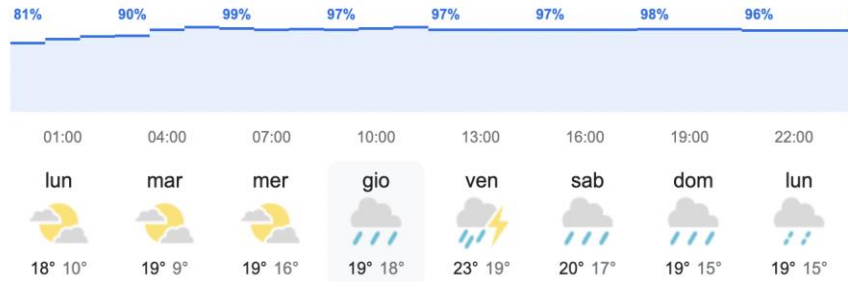 81% 90% 99% 97% 97% 97% 98% 96%
01:00 04:00 07:00 10:00 13:00 16:00 19:00 22:00
lun mar mer gio ven sab dom lun
18° 10° 19° 9° 19° 16° 19° 18° 23° 19° 20° 17° 19° 15° 19° 15°